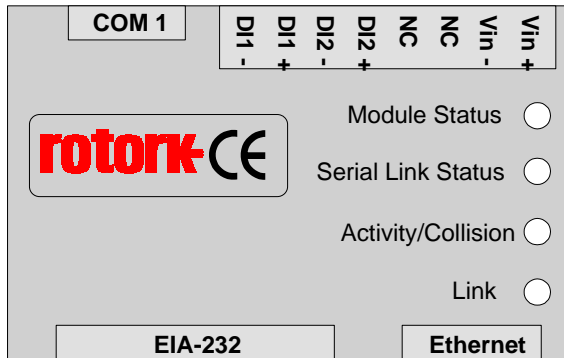 COM 1
DI1 -
DI1 +
DI2 -
DI2 +
NC
NC
Vin -
Vin +
Module Status
rotork CE
Serial Link Status
Activity/Collision
Link
EIA-232
Ethernet